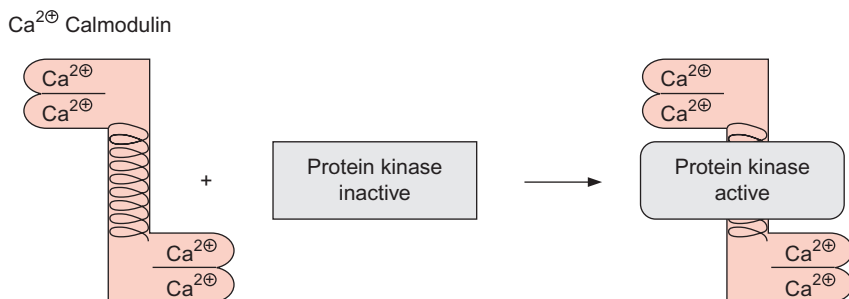 Ca²⊕ Calmodulin
Ca²⊕
Ca²⊕
Ca²⊕
Ca²⊕
+
Protein kinase
inactive
Ca²⊕
Ca²⊕
Protein kinase
active
Ca²⊕
Ca²⊕